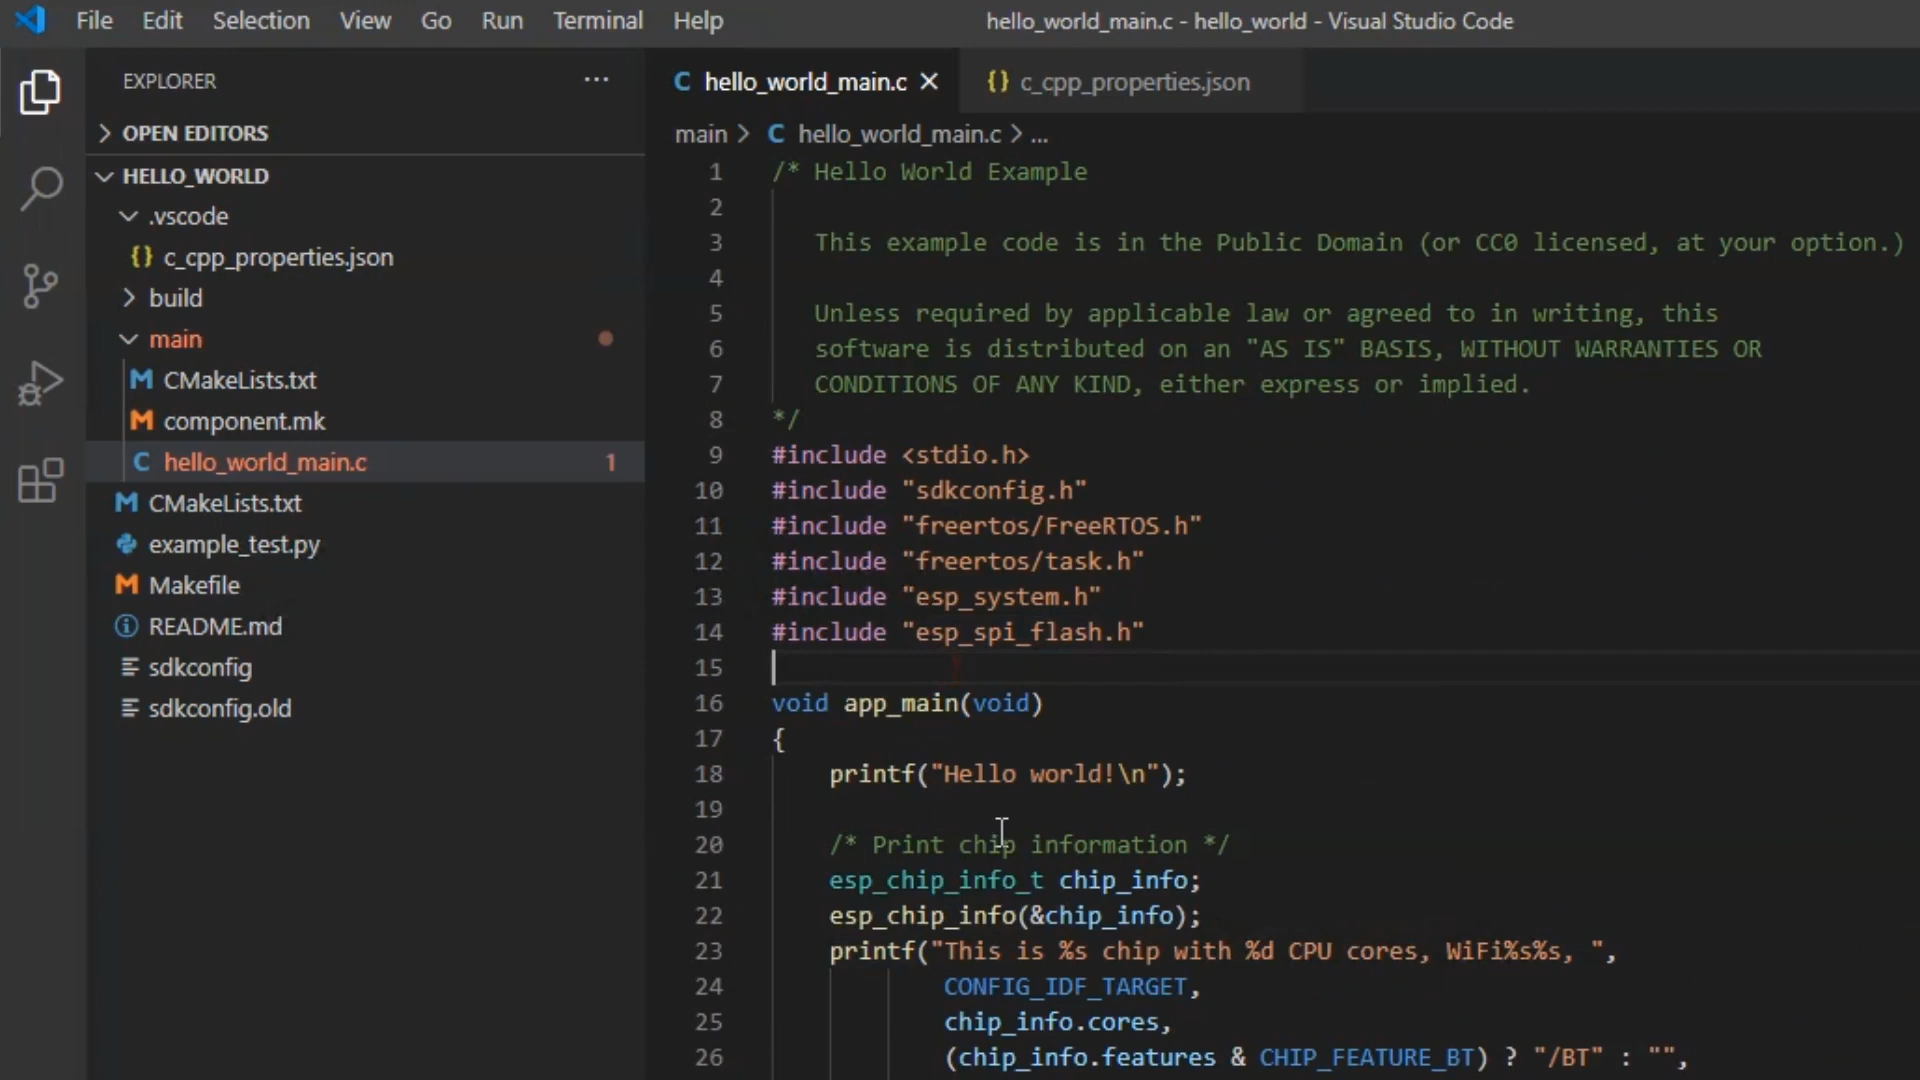 File Edit Selection View Go Run Terminal Help hello_world_main.c - hello_world - Visual Studio Code
EXPLORER ···
OPEN EDITORS
HELLO_WORLD
.vscode
{} c_cpp_properties.json
build
main
M CMakeLists.txt
M component.mk
C hello_world_main.c 1
M CMakeLists.txt
example_test.py
M Makefile
README.md
sdkconfig
sdkconfig.old
C hello_world_main.c × {} c_cpp_properties.json
main > C hello_world_main.c > ...
1 /* Hello World Example
2
3 This example code is in the Public Domain (or CC0 licensed, at your option.)
4
5 Unless required by applicable law or agreed to in writing, this
6 software is distributed on an "AS IS" BASIS, WITHOUT WARRANTIES OR
7 CONDITIONS OF ANY KIND, either express or implied.
8 */
9 #include <stdio.h>
10 #include "sdkconfig.h"
11 #include "freertos/FreeRTOS.h"
12 #include "freertos/task.h"
13 #include "esp_system.h"
14 #include "esp_spi_flash.h"
15
16 void app_main(void)
17 {
18 printf("Hello world!\n");
19
20 /* Print chip information */
21 esp_chip_info_t chip_info;
22 esp_chip_info(&chip_info);
23 printf("This is %s chip with %d CPU cores, WiFi%s%s, ",
24 CONFIG_IDF_TARGET,
25 chip_info.cores,
26 (chip_info.features & CHIP_FEATURE_BT) ? "/BT" : "",